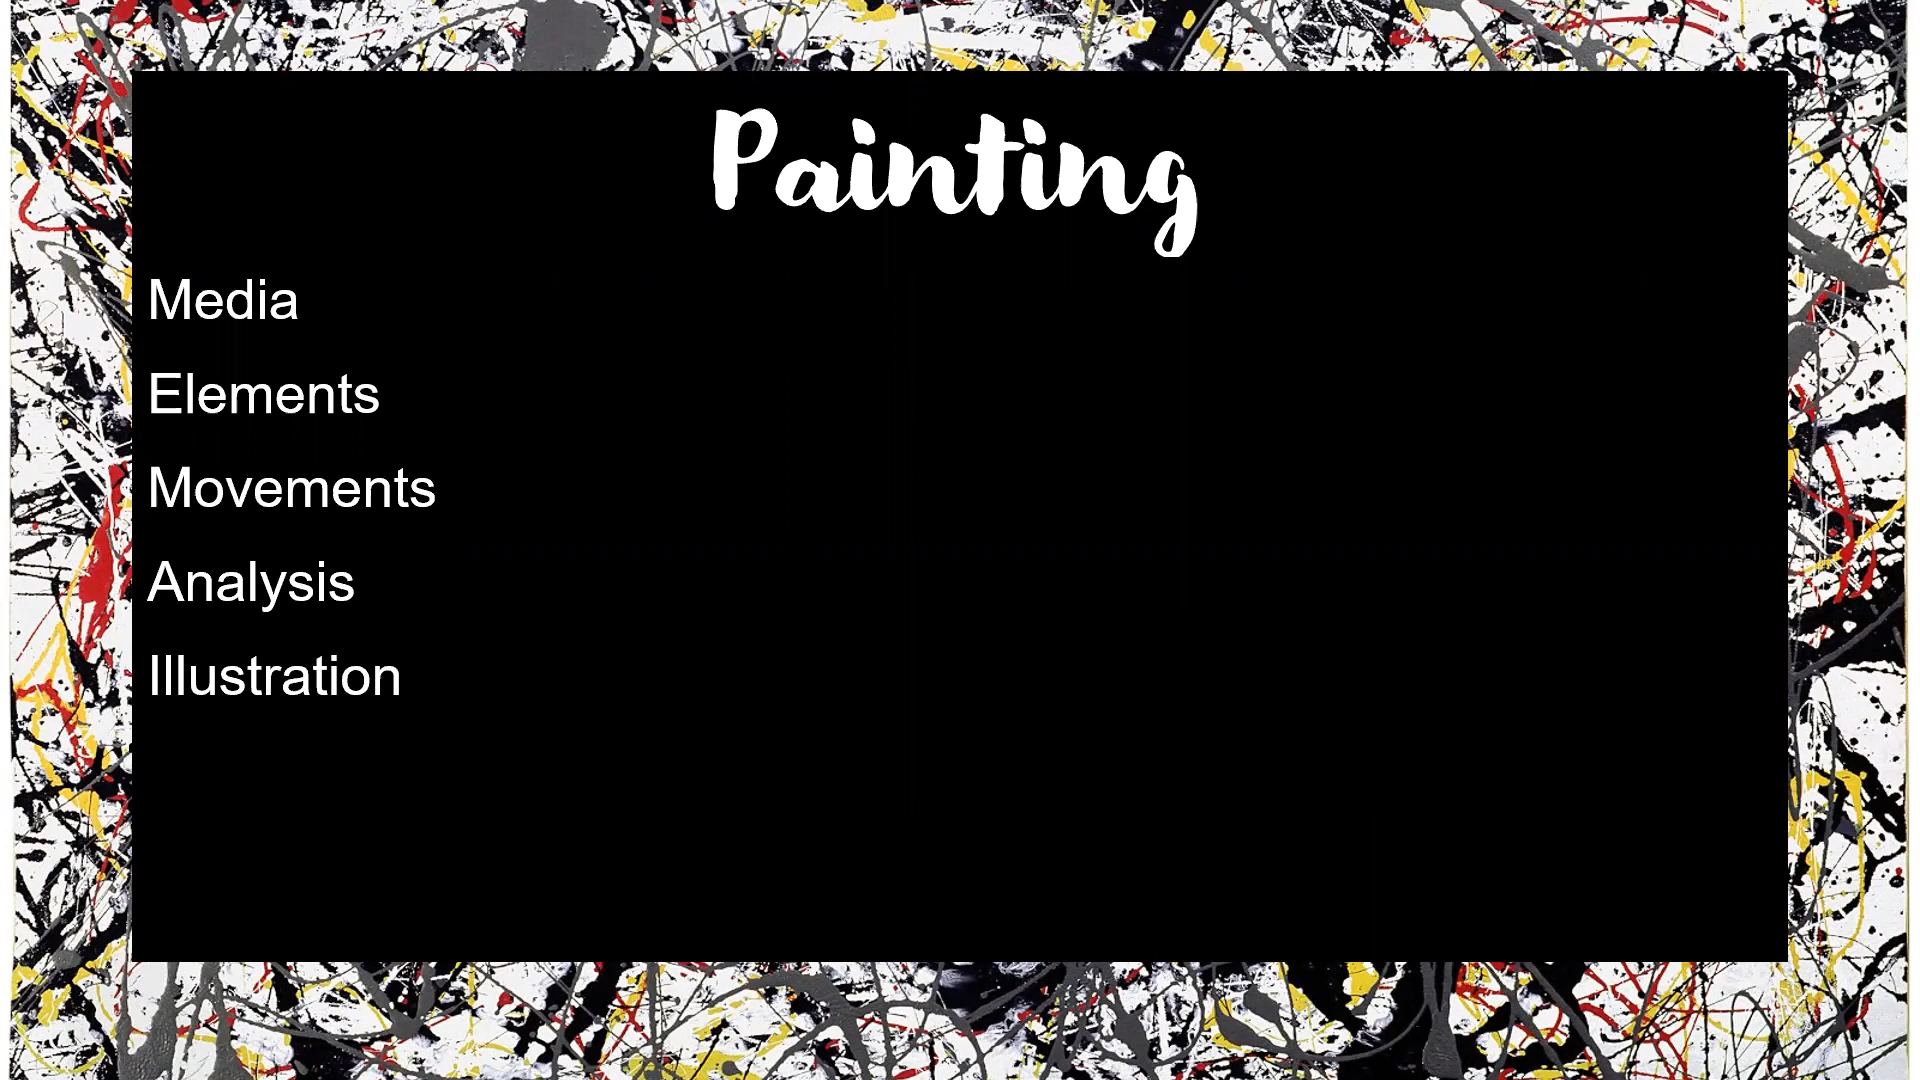 Painting
Media
Elements
Movements
Analysis
Illustration